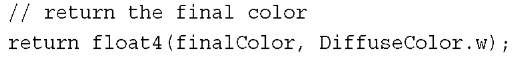 // return the final color
return float4(finalColor, DiffuseColor.w);